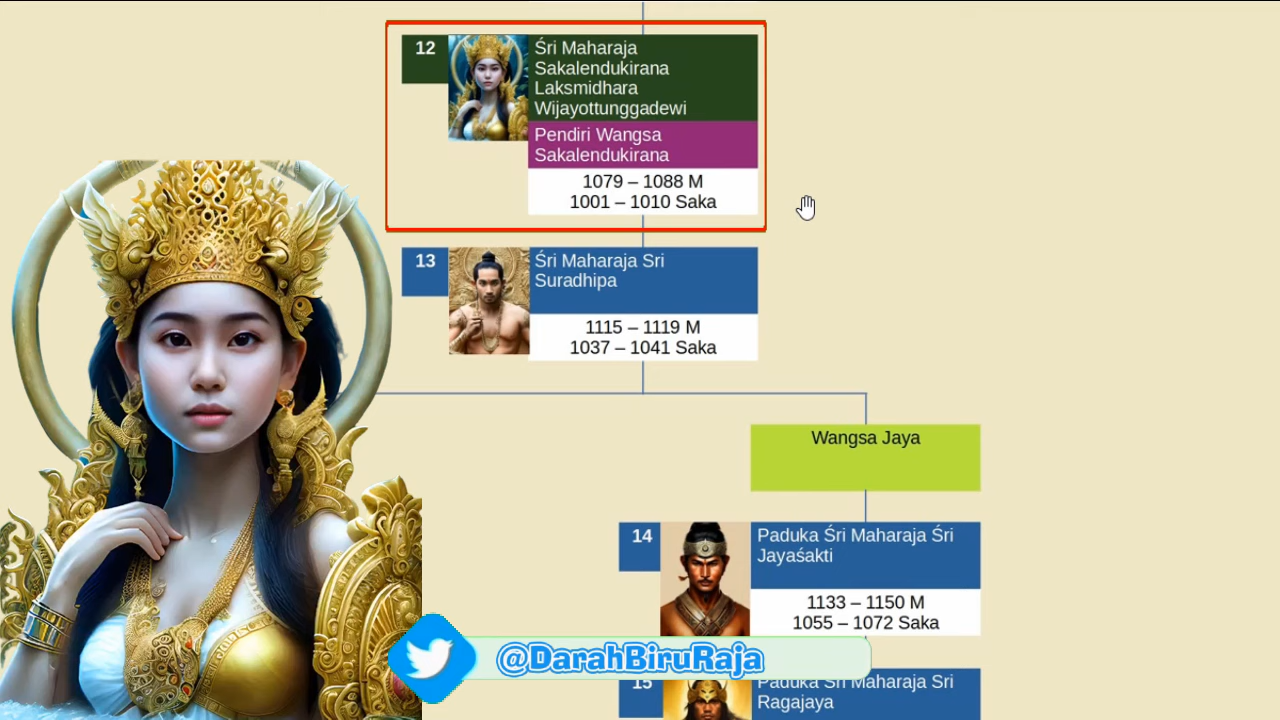 12
Śri Maharaja
Sakalendukirana
Laksmidhara
Wijayottunggadewi
Pendiri Wangsa
Sakalendukirana
1079 – 1088 M
1001 – 1010 Saka
13
Śri Maharaja Sri
Suradhipa
1115 – 1119 M
1037 – 1041 Saka
Wangsa Jaya
14
Paduka Śri Maharaja Śri
Jayaśakti
1133 – 1150 M
1055 – 1072 Saka
@DarahBiruRaja
15
Paduka Sri Maharaja Sri
Ragajaya